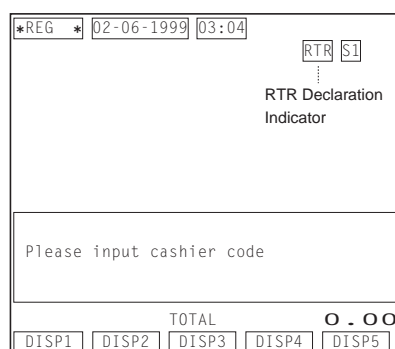 *REG * 02-06-1999 03:04
RTR S1
RTR Declaration
Indicator
Please input cashier code
TOTAL 0.00
DISP1 DISP2 DISP3 DISP4 DISP5